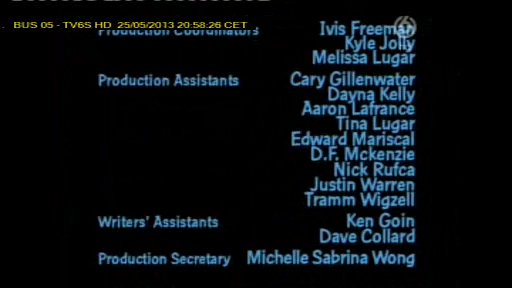 BUS 05 - TV6S HD 25/05/2013 20:58:26 CET
Production Coordinators Ivis Freeman
Kyle Jolly
Melissa Lugar
Production Assistants Cary Gillenwater
Dayna Kelly
Aaron Lafrance
Tina Lugar
Edward Mariscal
D.F. Mckenzie
Nick Rufca
Justin Warren
Tramm Wigzell
Writers' Assistants Ken Goin
Dave Collard
Production Secretary Michelle Sabrina Wong